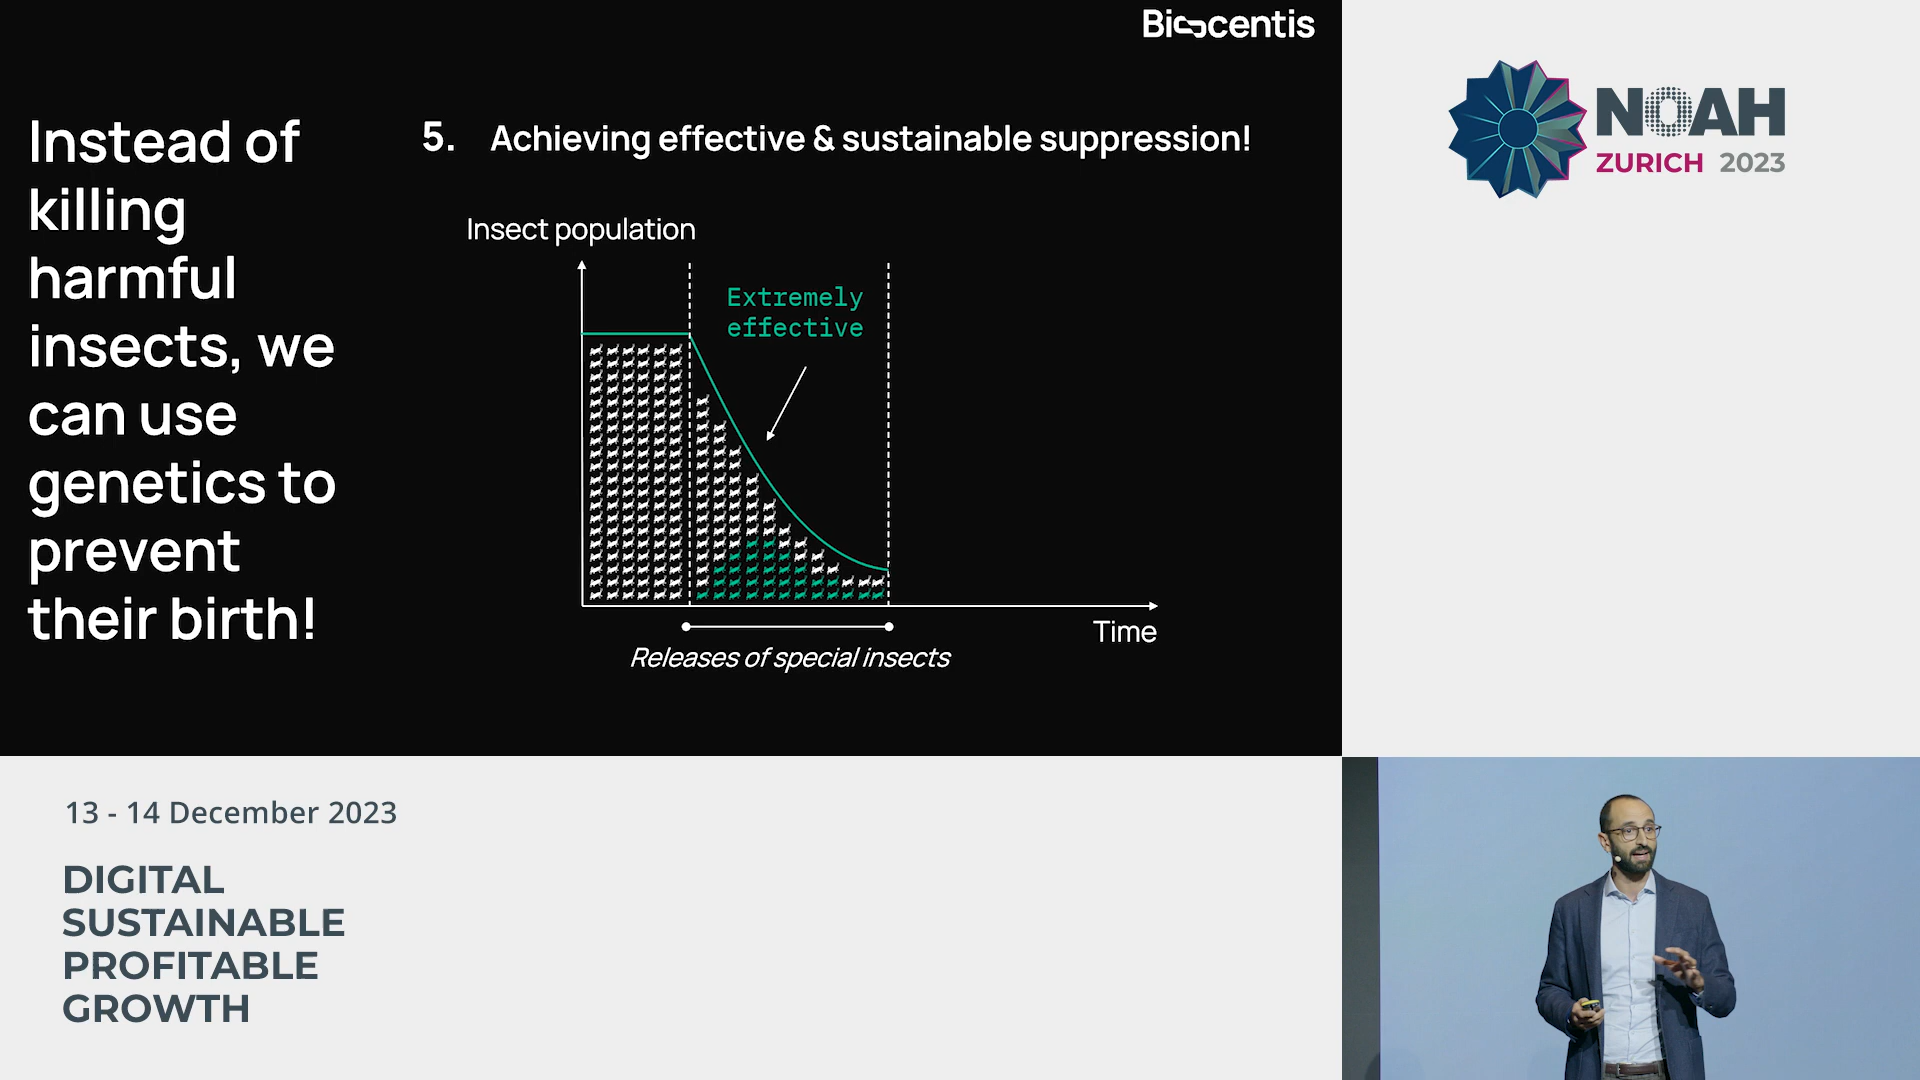 Biocentis
Instead of
killing
harmful
insects, we
can use
genetics to
prevent
their birth!
5. Achieving effective & sustainable suppression!
Insect population
Extremely
effective
Time
Releases of special insects
NOAH
ZURICH 2023
13 - 14 December 2023
DIGITAL
SUSTAINABLE
PROFITABLE
GROWTH